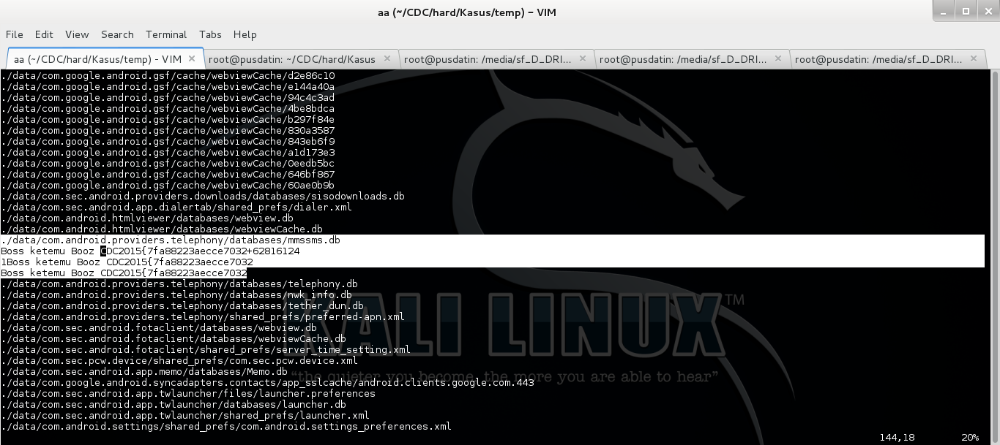 aa (~/CDC/hard/Kasus/temp) - VIM
File Edit View Search Terminal Tabs Help
aa (~/CDC/hard/Kasus/temp) - VIM × root@pusdatin: ~/CDC/hard/Kasus × root@pusdatin: /media/sf_D_DRI... × root@pusdatin: /media/sf_D_DRI... × root@pusdatin: /media/sf_D_DRI... ×
./data/com.google.android.gsf/cache/webviewCache/d2e86c10
./data/com.google.android.gsf/cache/webviewCache/e144a40a
./data/com.google.android.gsf/cache/webviewCache/94c4c3ad
./data/com.google.android.gsf/cache/webviewCache/4be8bdca
./data/com.google.android.gsf/cache/webviewCache/b297f84e
./data/com.google.android.gsf/cache/webviewCache/830a3587
./data/com.google.android.gsf/cache/webviewCache/843eb6f9
./data/com.google.android.gsf/cache/webviewCache/a1d173e3
./data/com.google.android.gsf/cache/webviewCache/0eedb5bc
./data/com.google.android.gsf/cache/webviewCache/646bf867
./data/com.google.android.gsf/cache/webviewCache/60ae0b9b
./data/com.sec.android.providers.downloads/databases/sisodownloads.db
./data/com.sec.android.app.dialertab/shared_prefs/dialer.xml
./data/com.android.htmlviewer/databases/webview.db
./data/com.android.htmlviewer/databases/webviewCache.db
./data/com.android.providers.telephony/databases/mmssms.db
Boss ketemu Booz CDC2015{7fa88223aecce7032+62816124
1Boss ketemu Booz CDC2015{7fa88223aecce7032
Boss ketemu Booz CDC2015{7fa88223aecce7032
./data/com.android.providers.telephony/databases/telephony.db
./data/com.android.providers.telephony/databases/nwk_info.db
./data/com.android.providers.telephony/databases/tether_dun.db
./data/com.android.providers.telephony/shared_prefs/preferred-apn.xml
./data/com.sec.android.fotaclient/databases/webview.db
./data/com.sec.android.fotaclient/databases/webviewCache.db
./data/com.sec.android.fotaclient/shared_prefs/server_time_setting.xml
./data/com.sec.pcw.device/shared_prefs/com.sec.pcw.device.xml
./data/com.sec.android.app.memo/databases/Memo.db
./data/com.google.android.syncadapters.contacts/app_sslcache/android.clients.google.com.443
./data/com.sec.android.app.twlauncher/files/launcher.preferences
./data/com.sec.android.app.twlauncher/databases/launcher.db
./data/com.sec.android.app.twlauncher/shared_prefs/launcher.xml
./data/com.android.settings/shared_prefs/com.android.settings_preferences.xml
144,18 20%
KALI LINUX™
“the quieter you become, the more you are able to hear”